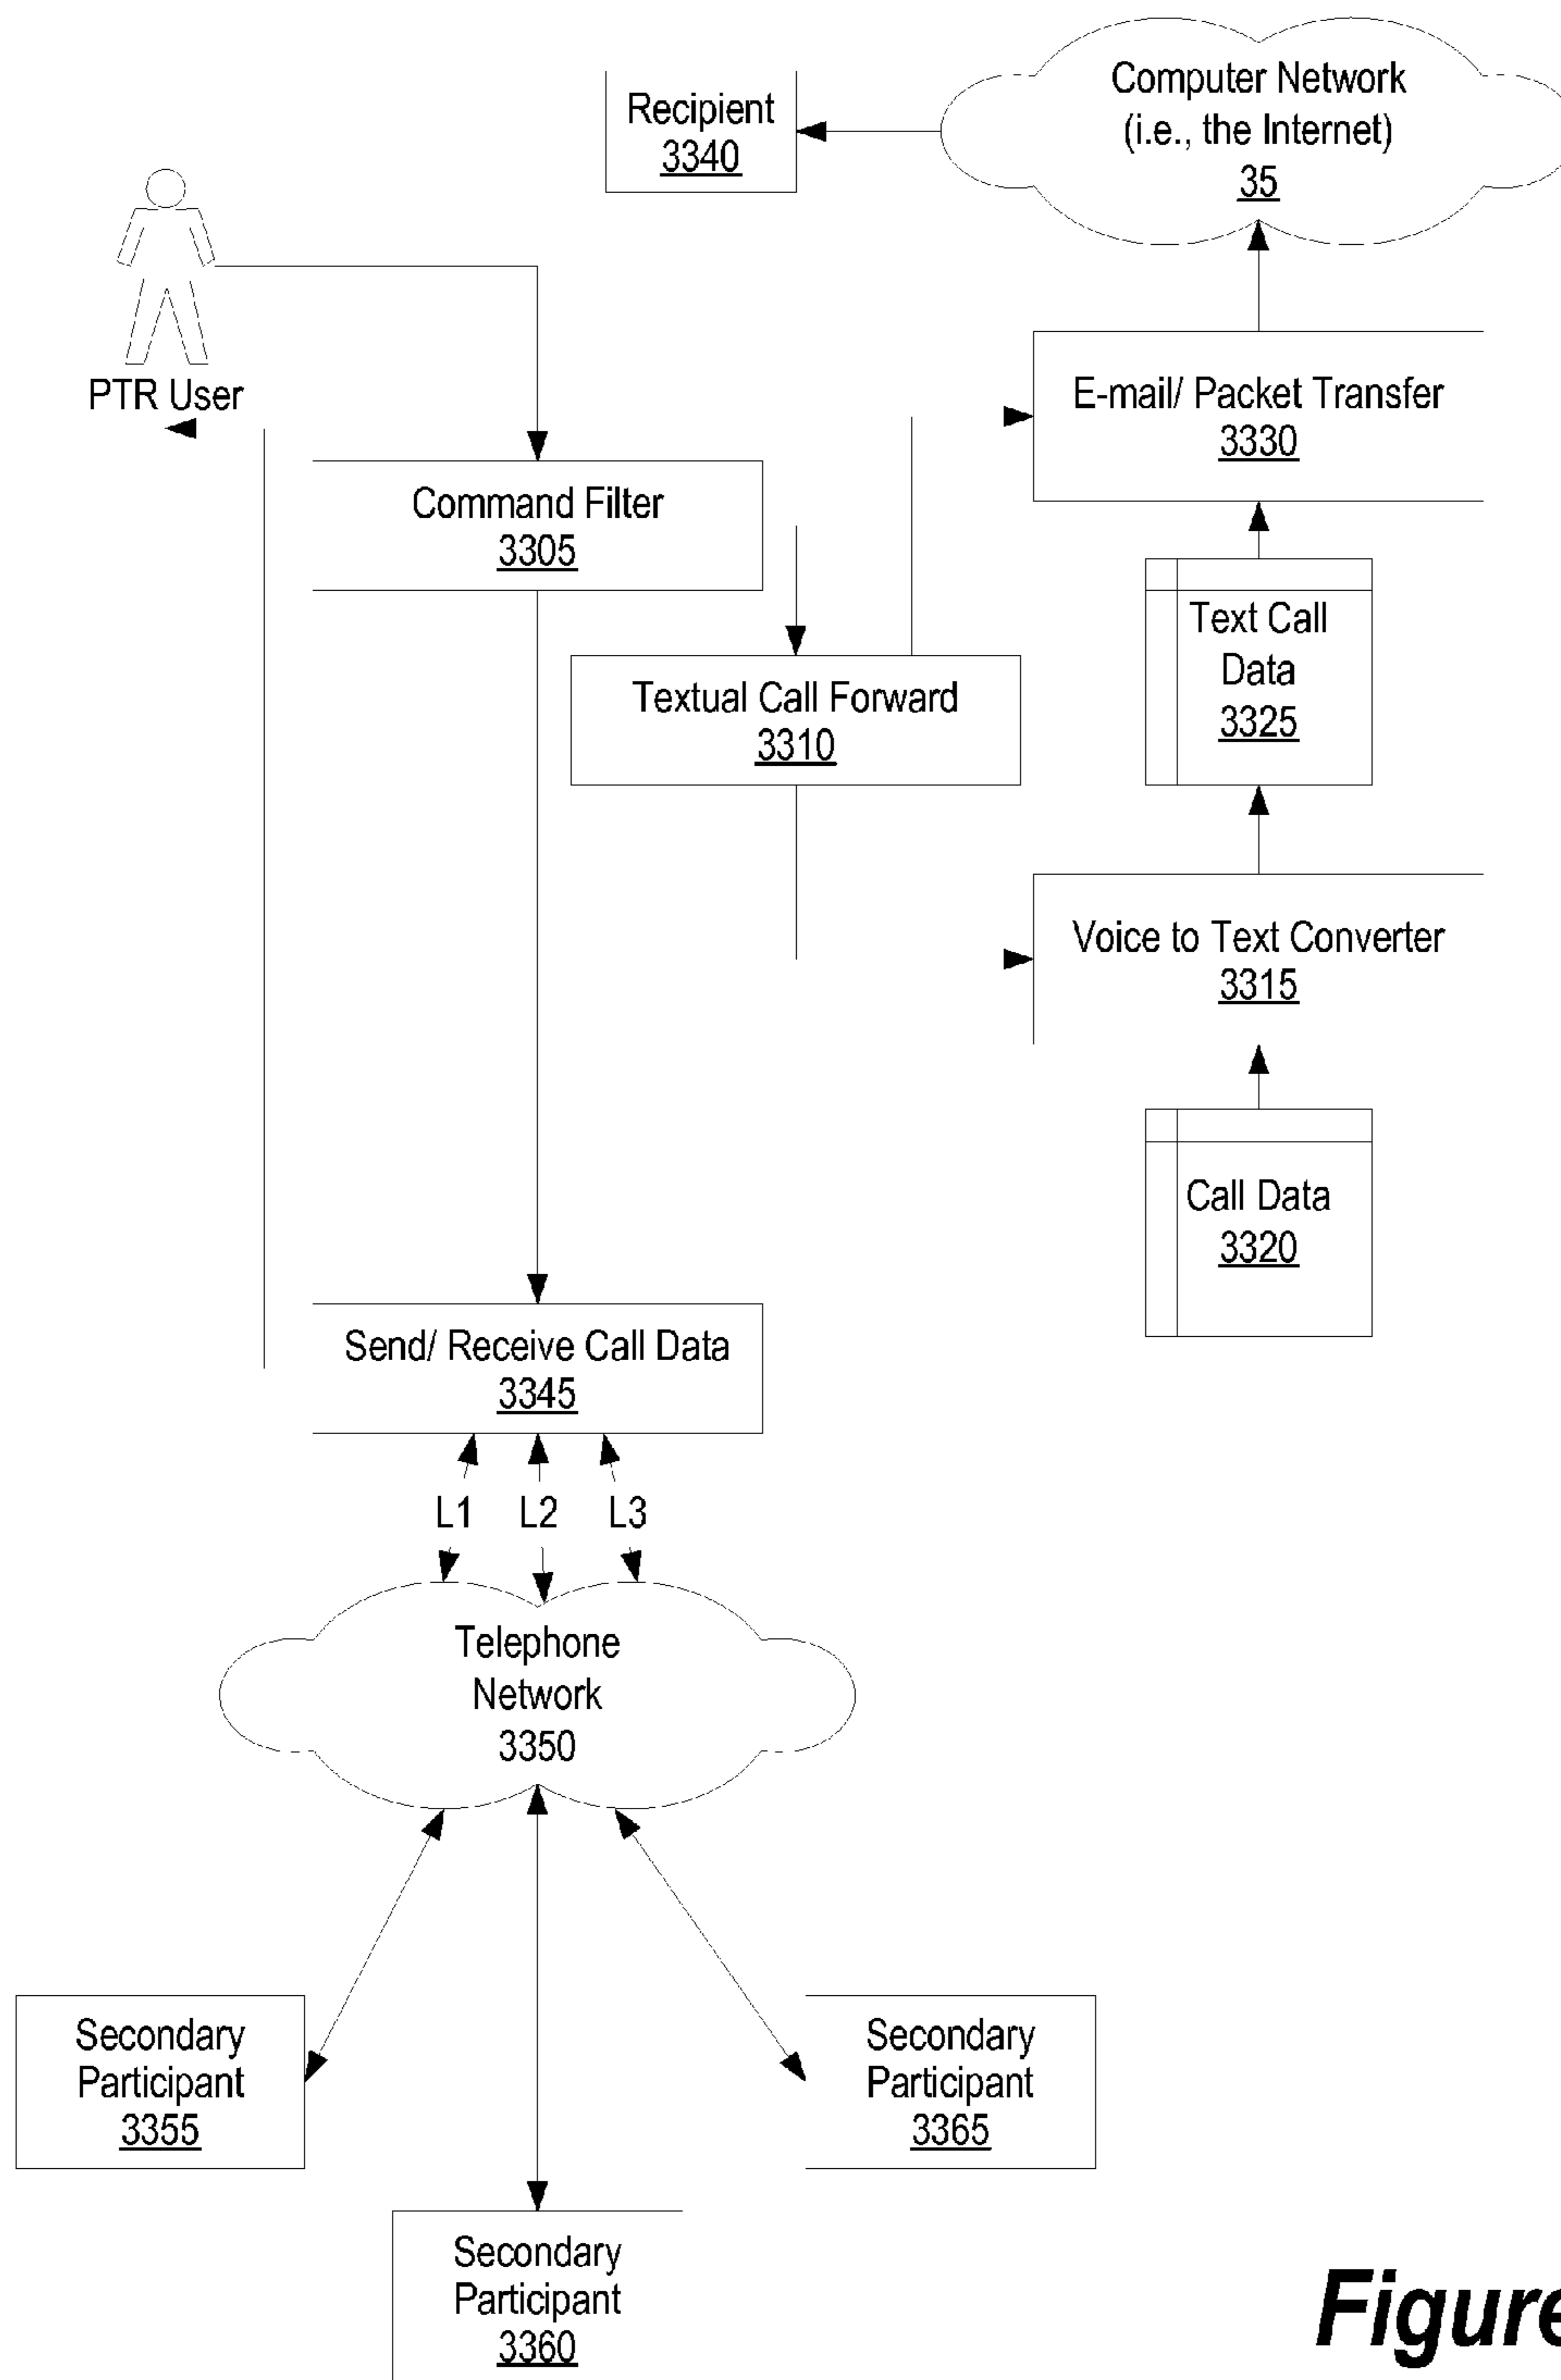 Computer Network
(i.e., the Internet)
35
Recipient
3340
PTR User
E-mail/ Packet Transfer
3330
Command Filter
3305
Text Call
Data
3325
Textual Call Forward
3310
Voice to Text Converter
3315
Call Data
3320
Send/ Receive Call Data
3345
L1 L2 L3
Telephone
Network
3350
Secondary
Participant
3355
Secondary
Participant
3365
Secondary
Participant
3360
Figure